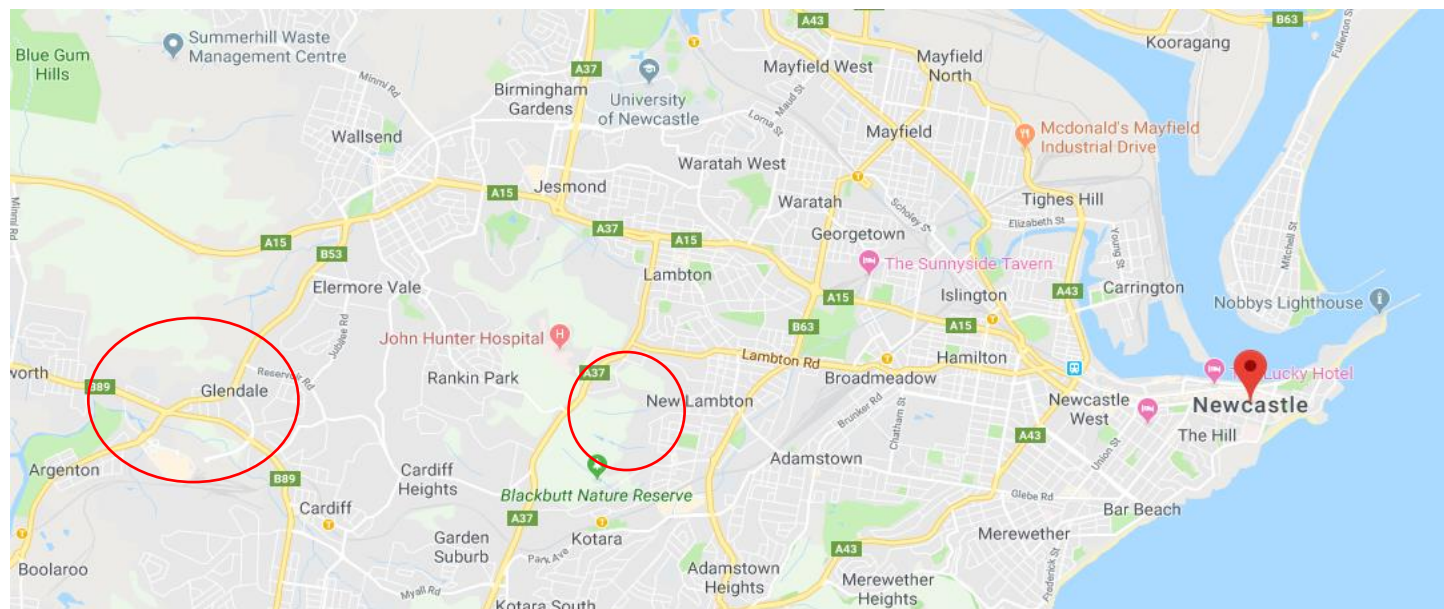 A43
B63
Fullerton St
Kooragang
Summerhill Waste
Management Centre
Blue Gum
Hills
Mayfield West
Mayfield
North
A37
Minmi Rd
Birmingham
Gardens
University
of Newcastle
Maud St
Lorna St
Wallsend
Mayfield
Mcdonald's Mayfield
Industrial Drive
Waratah West
A15
Jesmond
Waratah
Tighes Hill
Scholey St
Elizabeth St
Young St
Mitchell St
Minmi Rd
A37
A15
A15
B53
Georgetown
The Sunnyside Tavern
Lambton
Elermore Vale
A15
Islington
A43
Carrington
Nobbys Lighthouse
Jubilee Rd
John Hunter Hospital
B63
A15
Lambton Rd
Hamilton
worth
B89
Glendale
Reservoir Rd
Rankin Park
A37
Broadmeadow
Lucky Hotel
New Lambton
Brunker Rd
Chatham St
Newcastle
West
Newcastle
The Hill
A43
Union St
Argenton
B89
Cardiff
Heights
Adamstown
Blackbutt Nature Reserve
Glebe Rd
Bar Beach
Cardiff
A37
Garden
Suburb
Kotara
Park Ave
Merewether
A43
Frederick St
Boolaroo
Myall Rd
Adamstown
Heights
Merewether
Heights
Kotara South